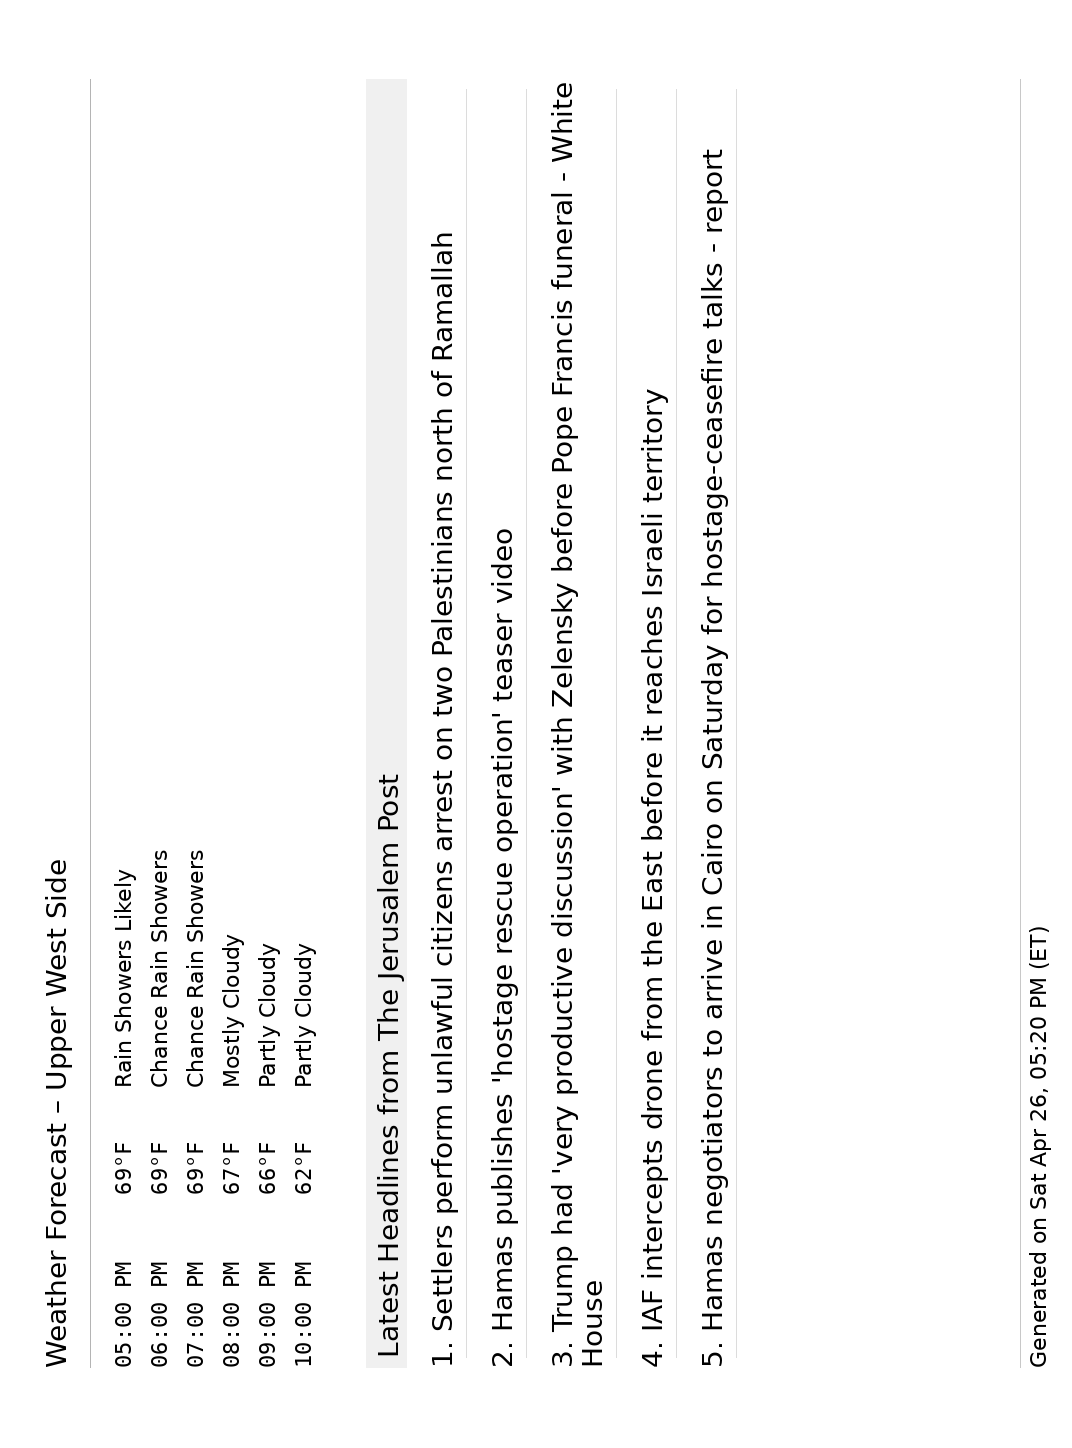 Weather Forecast – Upper West Side
05:00 PM 69°F Rain Showers Likely
06:00 PM 69°F Chance Rain Showers
07:00 PM 69°F Chance Rain Showers
08:00 PM 67°F Mostly Cloudy
09:00 PM 66°F Partly Cloudy
10:00 PM 62°F Partly Cloudy
Latest Headlines from The Jerusalem Post
1. Settlers perform unlawful citizens arrest on two Palestinians north of Ramallah
2. Hamas publishes 'hostage rescue operation' teaser video
3. Trump had 'very productive discussion' with Zelensky before Pope Francis funeral - White
House
4. IAF intercepts drone from the East before it reaches Israeli territory
5. Hamas negotiators to arrive in Cairo on Saturday for hostage-ceasefire talks - report
Generated on Sat Apr 26, 05:20 PM (ET)